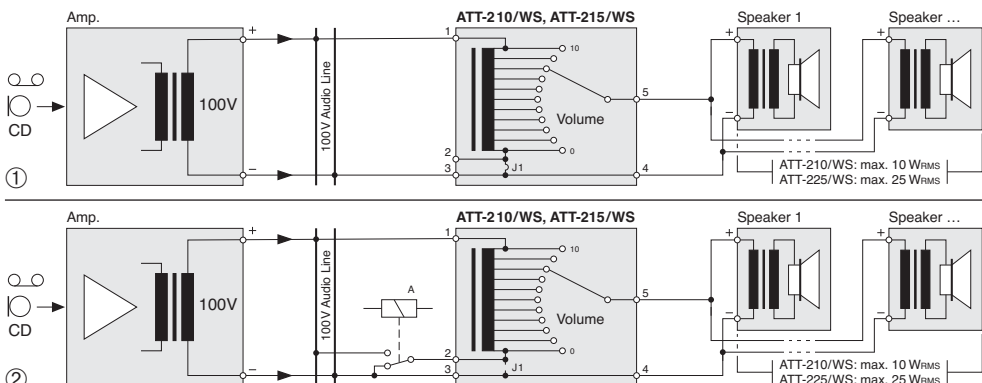 Amp.
ATT-210/WS, ATT-215/WS
Speaker 1
Speaker …
+
1
10
+
+
CD
100V
100V Audio Line
Volume
5
2
0
−
−
−
3
J1
4
①
ATT-210/WS: max. 10 WRMS
ATT-225/WS: max. 25 WRMS
Amp.
ATT-210/WS, ATT-215/WS
Speaker 1
Speaker …
+
1
10
+
+
CD
100V
100V Audio Line
A
Volume
5
2
0
−
−
−
3
J1
4
②
ATT-210/WS: max. 10 WRMS
ATT-225/WS: max. 25 WRMS